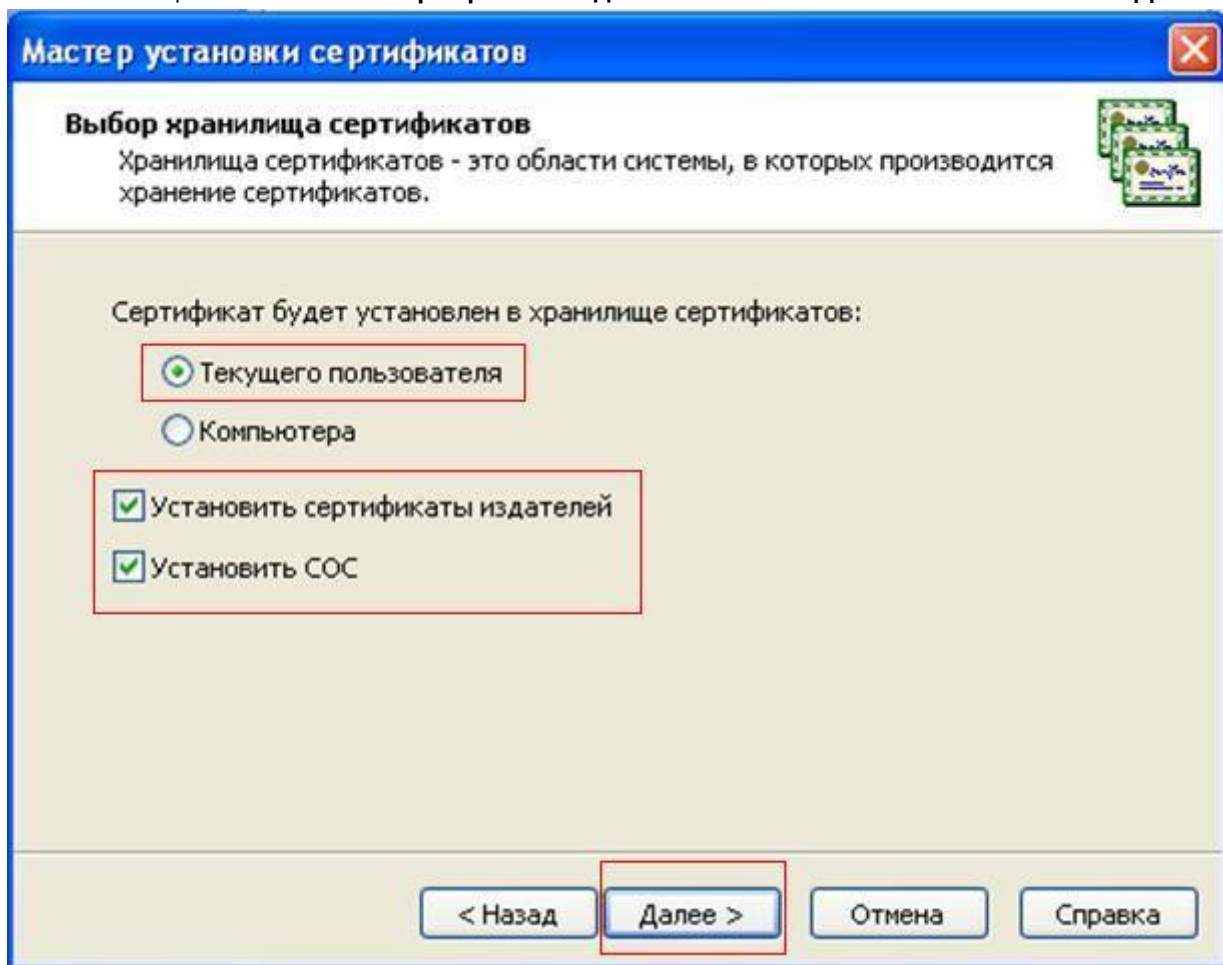 Мастер установки сертификатов
Выбор хранилища сертификатов
Хранилища сертификатов - это области системы, в которых производится
хранение сертификатов.
Сертификат будет установлен в хранилище сертификатов:
Текущего пользователя
Компьютера
Установить сертификаты издателей
Установить СОС
< Назад
Далее >
Отмена
Справка